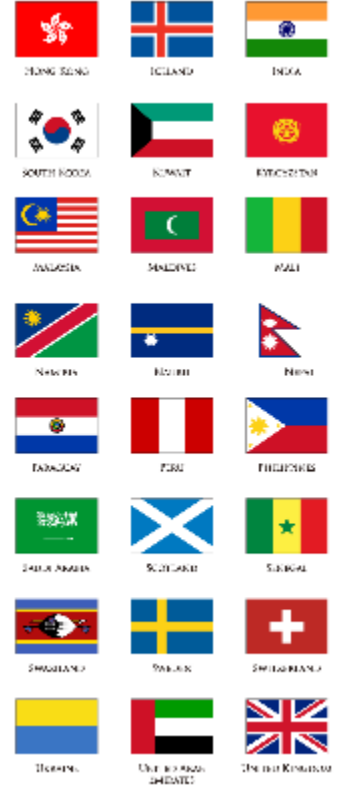 HONG KONG ICELAND INDIA
SOUTH KOREA KUWAIT KYRGYZSTAN
MALAYSIA MALDIVES MALI
NAMIBIA NAURU NEPAL
PARAGUAY PERU PHILIPPINES
SAUDI ARABIA SCOTLAND SENEGAL
SWAZILAND SWEDEN SWITZERLAND
UKRAINE UNITED ARAB UNITED KINGDOM
EMIRATES